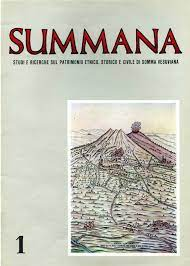 SUMMANA
STUDI E RICERCHE SUL PATRIMONIO ETNICO, STORICO E CIVILE DI SOMMA VESUVIANA
1